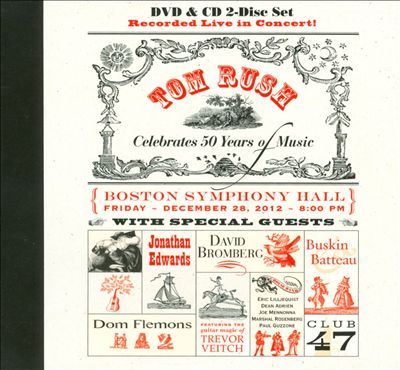 DVD & CD 2-Disc Set
Recorded Live in Concert!
TOM RUSH
Celebrates 50 Years of Music
BOSTON SYMPHONY HALL
FRIDAY ~ DECEMBER 28, 2012 ~ 8:00 PM
WITH SPECIAL GUESTS
Jonathan
Edwards
DAVID
BROMBERG
Buskin
Batteau
ERIC LILLJEQUIST
DEAN ADRIEN
JOE MENNONNA
MARSHAL ROSENBERG
PAUL GUZZONE
Dom Flemons
FEATURING THE
guitar magic of
TREVOR
VEITCH
CLUB
47